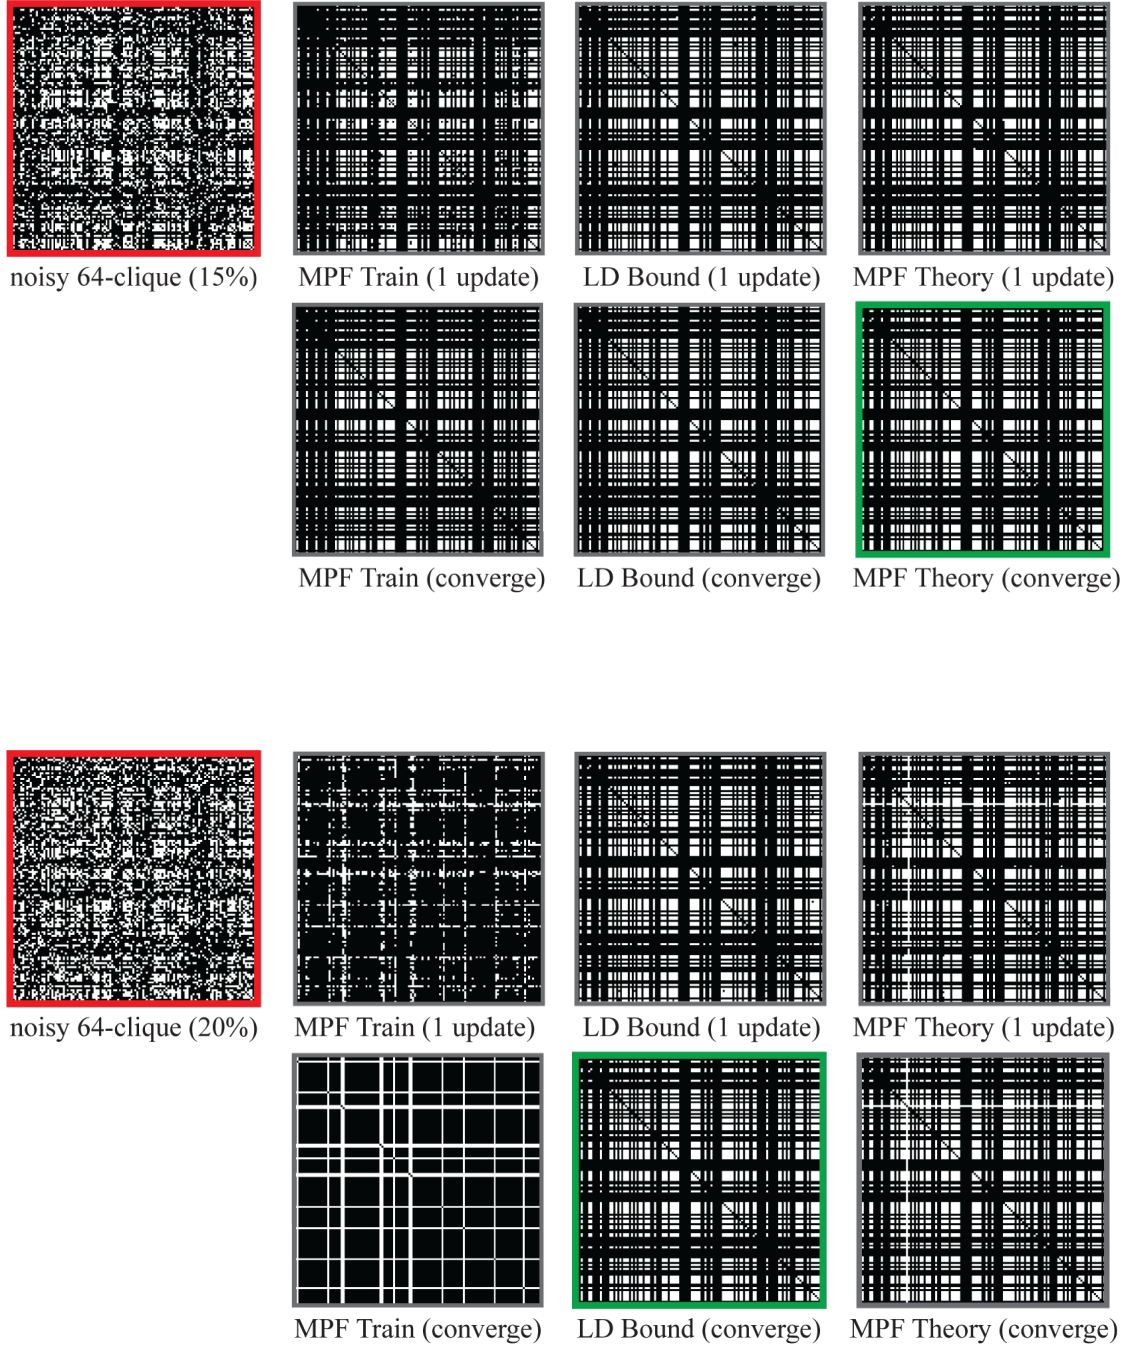 noisy 64-clique (15%) MPF Train (1 update) LD Bound (1 update) MPF Theory (1 update)
MPF Train (converge) LD Bound (converge) MPF Theory (converge)
noisy 64-clique (20%) MPF Train (1 update) LD Bound (1 update) MPF Theory (1 update)
MPF Train (converge) LD Bound (converge) MPF Theory (converge)